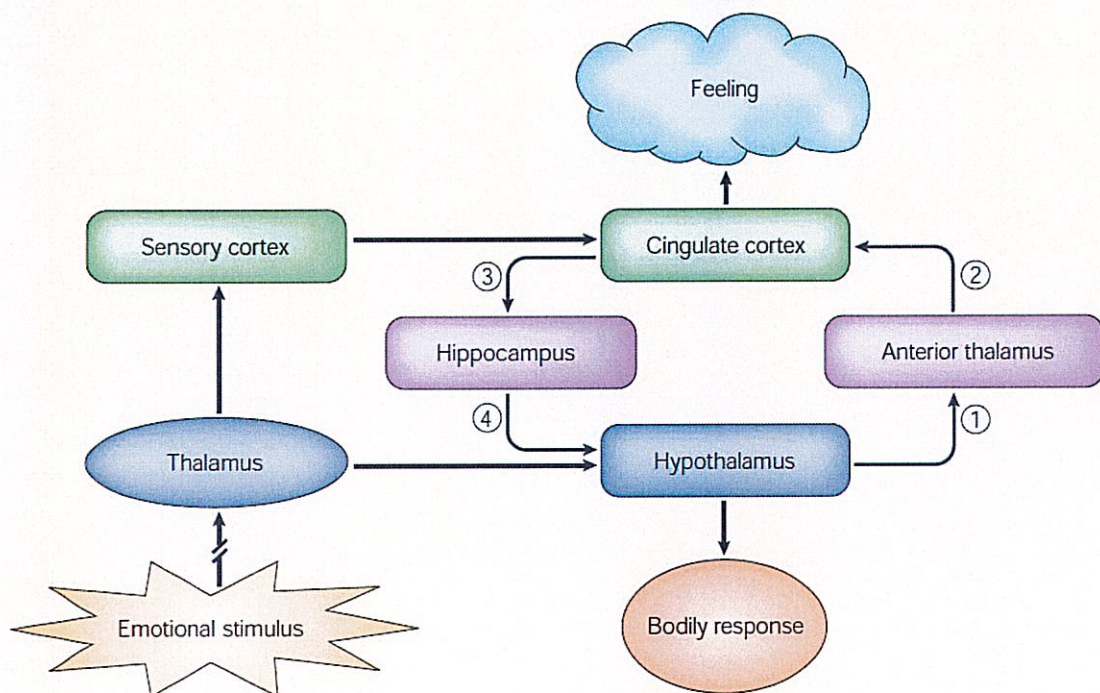 Feeling
Sensory cortex
Cingulate cortex
③
②
Hippocampus
Anterior thalamus
④
①
Thalamus
Hypothalamus
Emotional stimulus
Bodily response